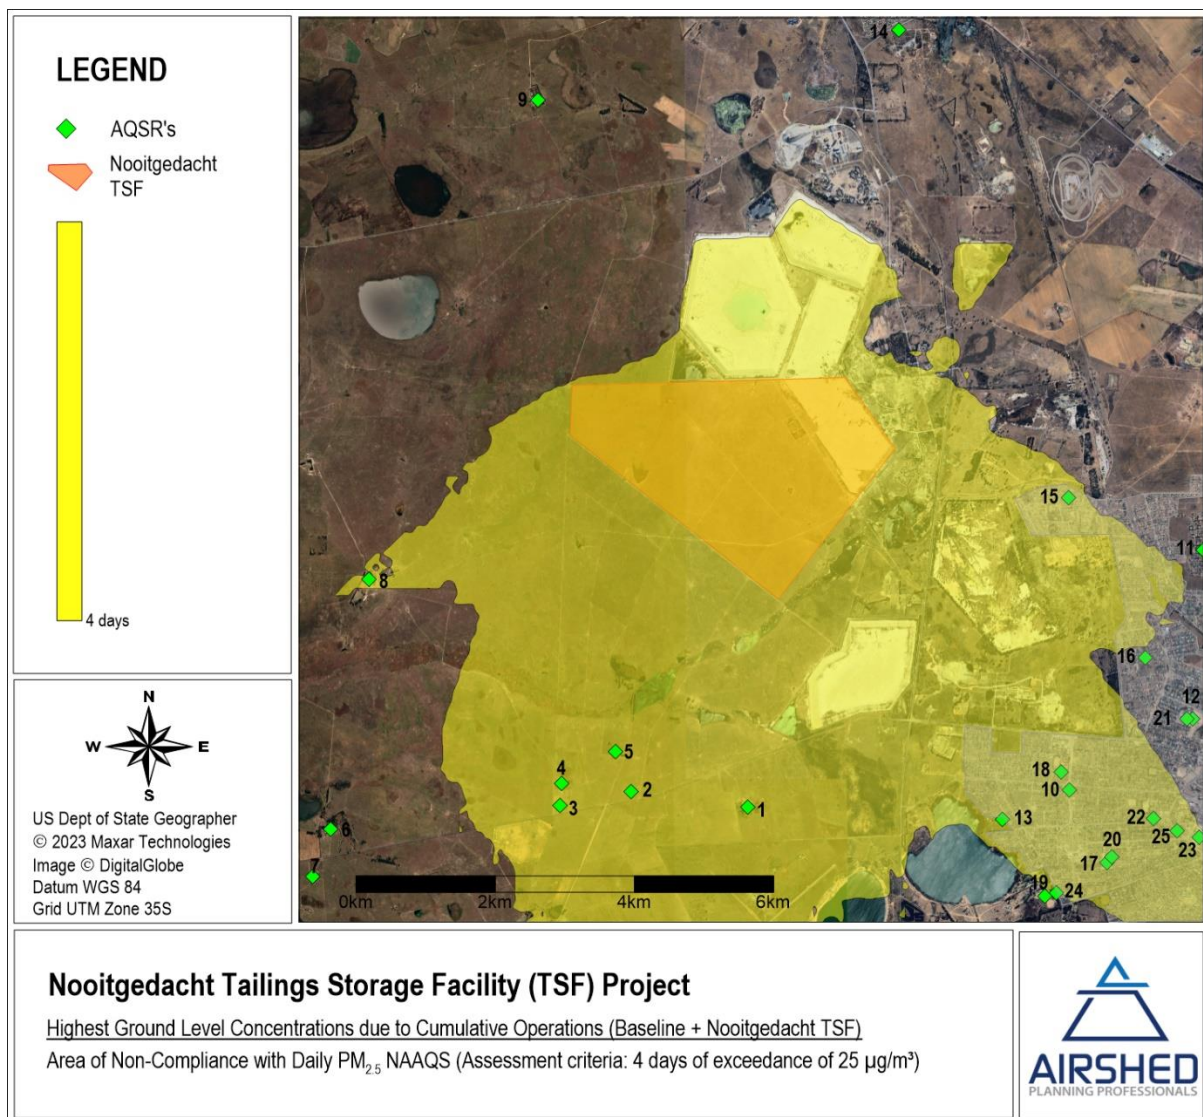 LEGEND
AQSR's
Nooitgedacht
TSF
4 days
N
W
E
S
US Dept of State Geographer
© 2023 Maxar Technologies
Image © DigitalGlobe
Datum WGS 84
Grid UTM Zone 35S
14
9
15
11
8
16
12
21
5
4
18
2
10
3
1
13
22
6
25
23
20
17
7
19
24
0km
2km
4km
6km
Nooitgedacht Tailings Storage Facility (TSF) Project
Highest Ground Level Concentrations due to Cumulative Operations (Baseline + Nooitgedacht TSF)
Area of Non-Compliance with Daily PM2.5 NAAQS (Assessment criteria: 4 days of exceedance of 25 µg/m³)
AIRSHED
PLANNING PROFESSIONALS